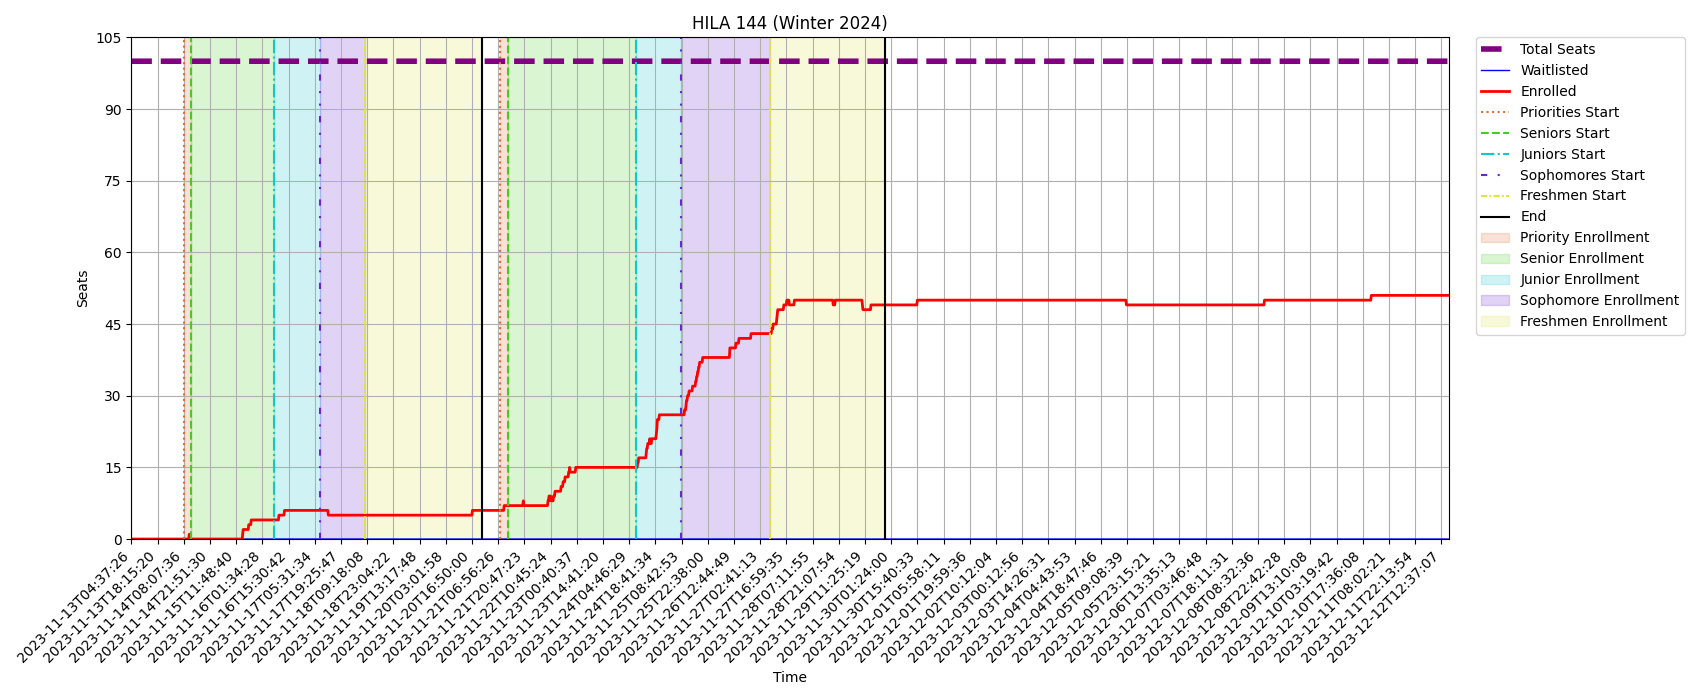 HILA 144 (Winter 2024)
105
90
75
60
45
30
15
0
Seats
2023-11-13T04:37:26
2023-11-13T18:15:20
2023-11-14T08:07:36
2023-11-14T21:51:30
2023-11-15T11:48:40
2023-11-16T01:34:28
2023-11-16T15:30:42
2023-11-17T05:31:34
2023-11-17T19:25:47
2023-11-18T09:18:08
2023-11-18T23:04:22
2023-11-19T13:17:48
2023-11-20T03:01:58
2023-11-20T16:50:00
2023-11-21T06:56:26
2023-11-21T20:47:23
2023-11-22T10:45:24
2023-11-23T00:40:37
2023-11-23T14:41:20
2023-11-24T04:46:29
2023-11-24T18:41:34
2023-11-25T08:42:53
2023-11-25T22:38:00
2023-11-26T12:44:49
2023-11-27T02:41:13
2023-11-27T16:59:35
2023-11-28T07:11:55
2023-11-28T21:07:54
2023-11-29T11:25:19
2023-11-30T01:24:00
2023-11-30T15:40:33
2023-12-01T05:58:11
2023-12-01T19:59:36
2023-12-02T10:12:04
2023-12-03T00:12:56
2023-12-03T14:26:31
2023-12-04T04:43:53
2023-12-04T18:47:46
2023-12-05T09:08:39
2023-12-05T23:15:21
2023-12-06T13:35:13
2023-12-07T03:46:48
2023-12-07T18:11:31
2023-12-08T08:32:36
2023-12-08T22:42:28
2023-12-09T13:10:08
2023-12-10T03:19:42
2023-12-10T17:36:08
2023-12-11T08:02:21
2023-12-11T22:13:54
2023-12-12T12:37:07
Time
Total Seats
Waitlisted
Enrolled
Priorities Start
Seniors Start
Juniors Start
Sophomores Start
Freshmen Start
End
Priority Enrollment
Senior Enrollment
Junior Enrollment
Sophomore Enrollment
Freshmen Enrollment